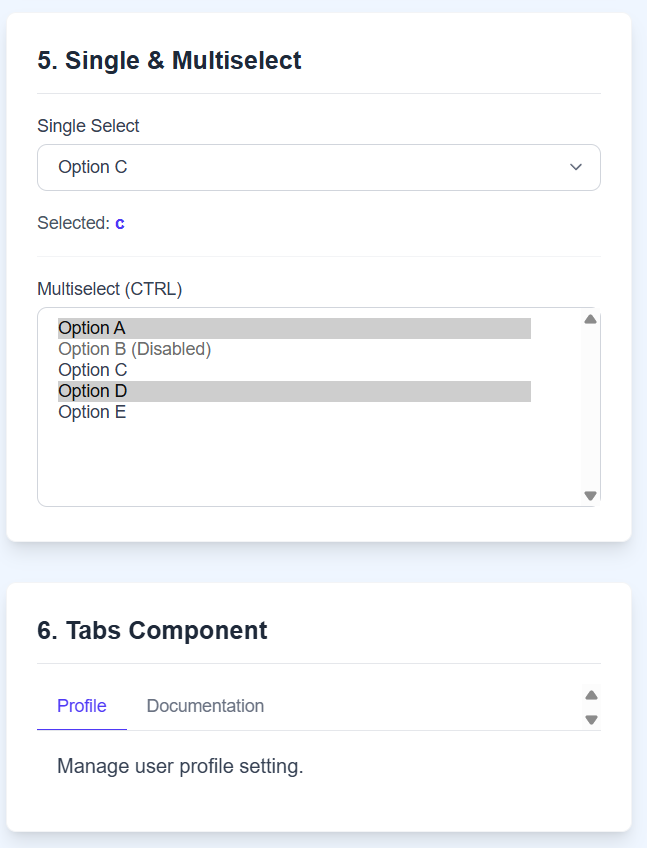 5. Single & Multiselect
Single Select
Option C
Selected: c
Multiselect (CTRL)
Option A
Option B (Disabled)
Option C
Option D
Option E
6. Tabs Component
Profile Documentation
Manage user profile setting.